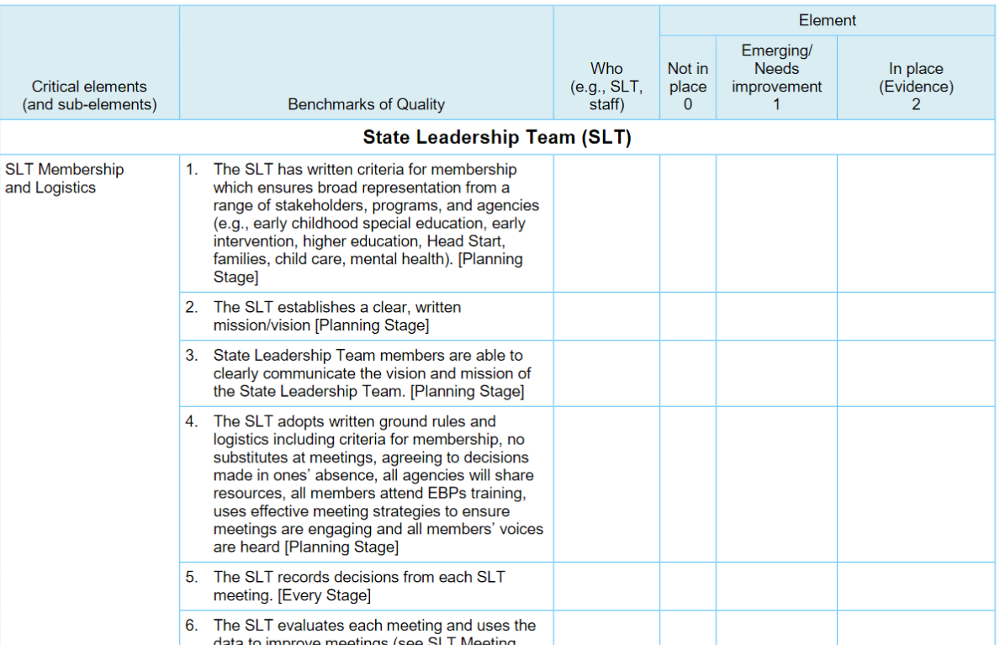 Element
Critical elements
(and sub-elements)
Benchmarks of Quality
Who
(e.g., SLT,
staff)
Not in
place
0
Emerging/
Needs
improvement
1
In place
(Evidence)
2
State Leadership Team (SLT)
SLT Membership
and Logistics
1. The SLT has written criteria for membership
which ensures broad representation from a
range of stakeholders, programs, and agencies
(e.g., early childhood special education, early
intervention, higher education, Head Start,
families, child care, mental health). [Planning
Stage]
2. The SLT establishes a clear, written
mission/vision [Planning Stage]
3. State Leadership Team members are able to
clearly communicate the vision and mission of
the State Leadership Team. [Planning Stage]
4. The SLT adopts written ground rules and
logistics including criteria for membership, no
substitutes at meetings, agreeing to decisions
made in ones’ absence, all agencies will share
resources, all members attend EBPs training,
uses effective meeting strategies to ensure
meetings are engaging and all members’ voices
are heard [Planning Stage]
5. The SLT records decisions from each SLT
meeting. [Every Stage]
6. The SLT evaluates each meeting and uses the
data to improve meetings (see SLT Meeting